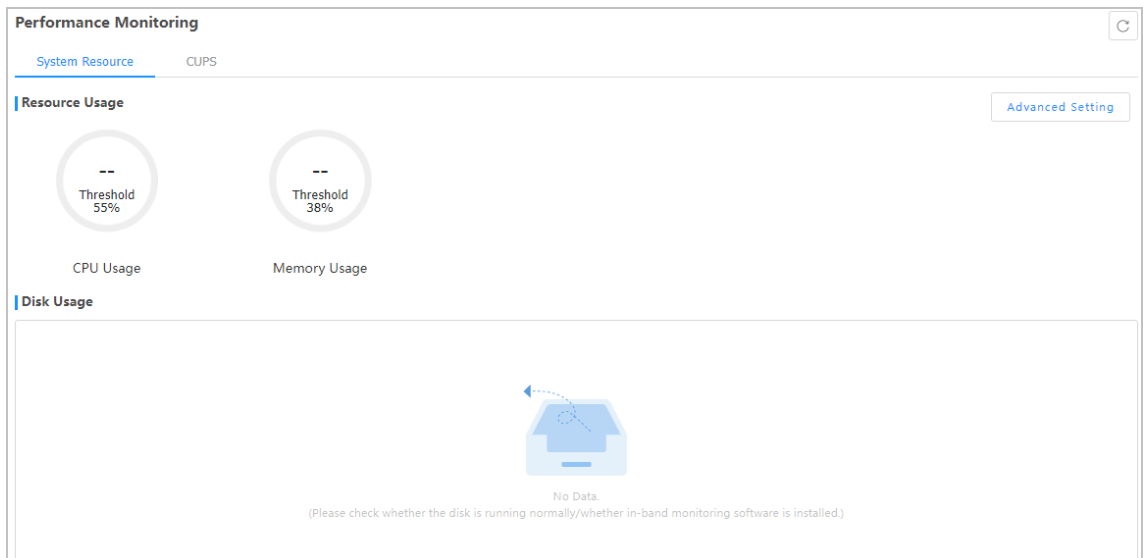 Performance Monitoring
System Resource CUPS
Resource Usage
Advanced Setting
-- --
Threshold Threshold
55% 38%
CPU Usage Memory Usage
Disk Usage
No Data.
(Please check whether the disk is running normally/whether in-band monitoring software is installed.)